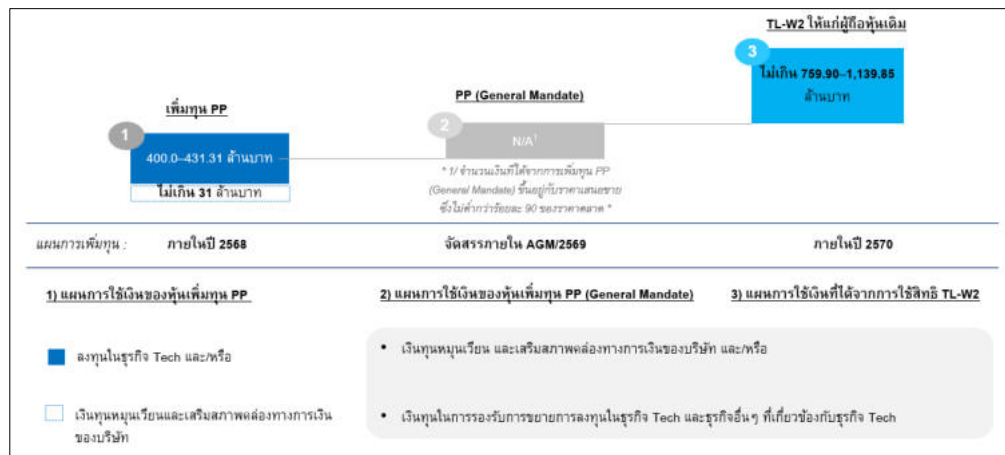 TL-W2 ให้แก่ผู้ถือหุ้นเดิม
3
ไม่เกิน 759.90–1,139.85
ล้านบาท
PP (General Mandate)
2
N/A¹
* 1/ จำนวนเงินที่ได้จากการเพิ่มทุน PP
(General Mandate) ขึ้นอยู่กับราคาเสนอขาย
ซึ่งไม่ต่ำกว่าร้อยละ 90 ของราคาตลาด *
เพิ่มทุน PP
1
400.0–431.31 ล้านบาท
ไม่เกิน 31 ล้านบาท
แผนการเพิ่มทุน : ภายในปี 2568 จัดสรรภายใน AGM/2569 ภายในปี 2570
1) แผนการใช้เงินของหุ้นเพิ่มทุน PP
ลงทุนในธุรกิจ Tech และ/หรือ
เงินทุนหมุนเวียนและเสริมสภาพคล่องทางการเงิน
ของบริษัท
2) แผนการใช้เงินของหุ้นเพิ่มทุน PP (General Mandate) 3) แผนการใช้เงินที่ได้จากการใช้สิทธิ TL-W2
• เงินทุนหมุนเวียน และเสริมสภาพคล่องทางการเงินของบริษัท และ/หรือ
• เงินทุนในการรองรับการขยายการลงทุนในธุรกิจ Tech และธุรกิจอื่นๆ ที่เกี่ยวข้องกับธุรกิจ Tech